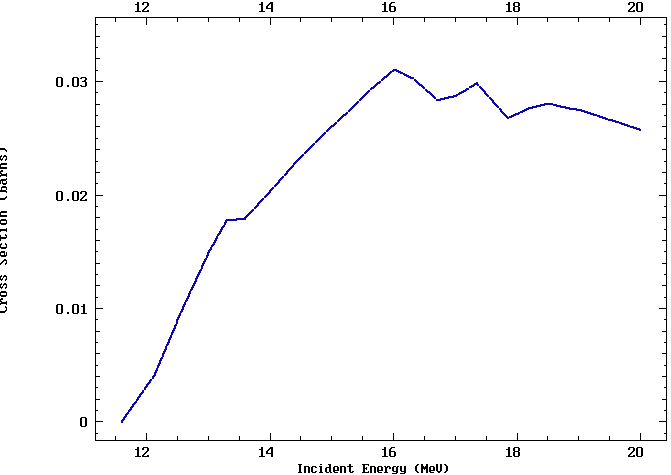 12 14 16 18 20
0.03
0.02
0.01
0
Cross Section (barns)
12 14 16 18 20
Incident Energy (MeV)